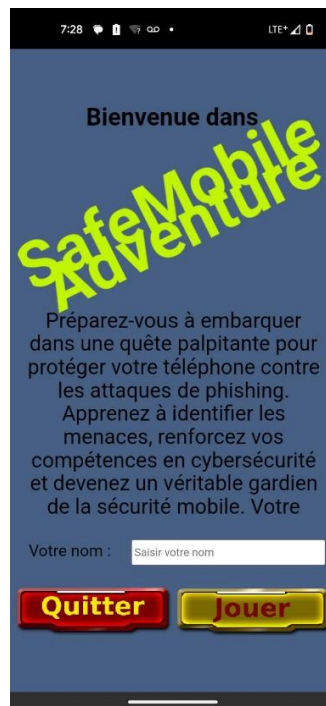 7:28
LTE+
Bienvenue dans
SafeMobile
Adventure
Préparez-vous à embarquer
dans une quête palpitante pour
protéger votre téléphone contre
les attaques de phishing.
Apprenez à identifier les
menaces, renforcez vos
compétences en cybersécurité
et devenez un véritable gardien
de la sécurité mobile. Votre
Votre nom : Saisir votre nom
Quitter Jouer